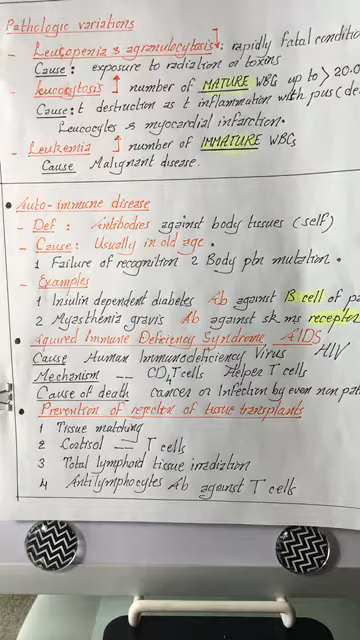 Pathologic variations
- Leucopenia & agranulocytosis ↓: rapidly fatal conditio
Cause: exposure to radiation or toxins
- Leucocytosis ↑ number of MATURE WBCs up to > 20.0
Cause: t destruction as t inflammation with pus (de
Leucocytes & myocardial infarction.
- Leukemia ↑ number of IMMATURE WBCs
Cause Malignant disease.
• Auto-immune disease
- Def : Antibodies against body tissues (self)
- Cause: Usually in old age.
1 Failure of recognition 2 Body ptn mutation.
- Examples
1 Insulin dependent diabetes Ab against B cell of pa
2 Myasthenia gravis Ab against sk ms receptor
• Aquired Immune Deficiency Syndrome AIDS
Cause Human Immunodeficiency Virus HIV
Mechanism -- CD4 T cells Helper T cells
Cause of death cancers or Infection by even non pat
• Prevention of rejection of tissue transplants
1 Tissue matching
2 Cortisol — T cells
3 Total lymphoid tissue irradiation
4 Antilymphocytes Ab against T cells